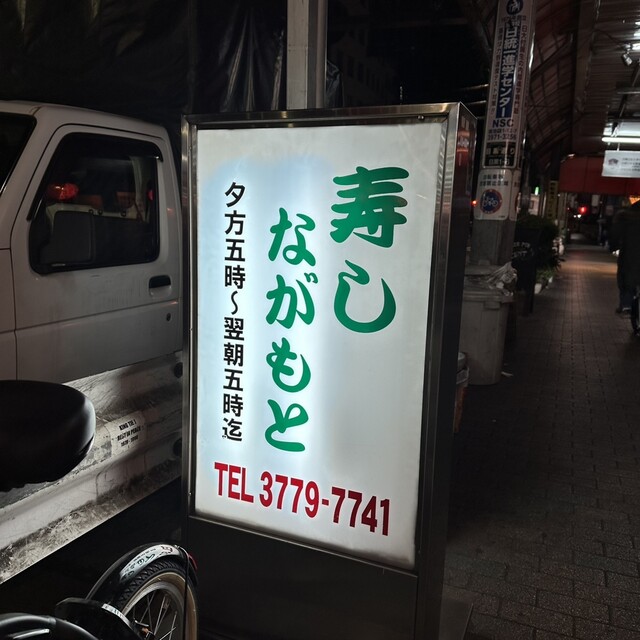 寿し
ながもと
夕方五時〜翌朝五時迄
TEL 3779-7741